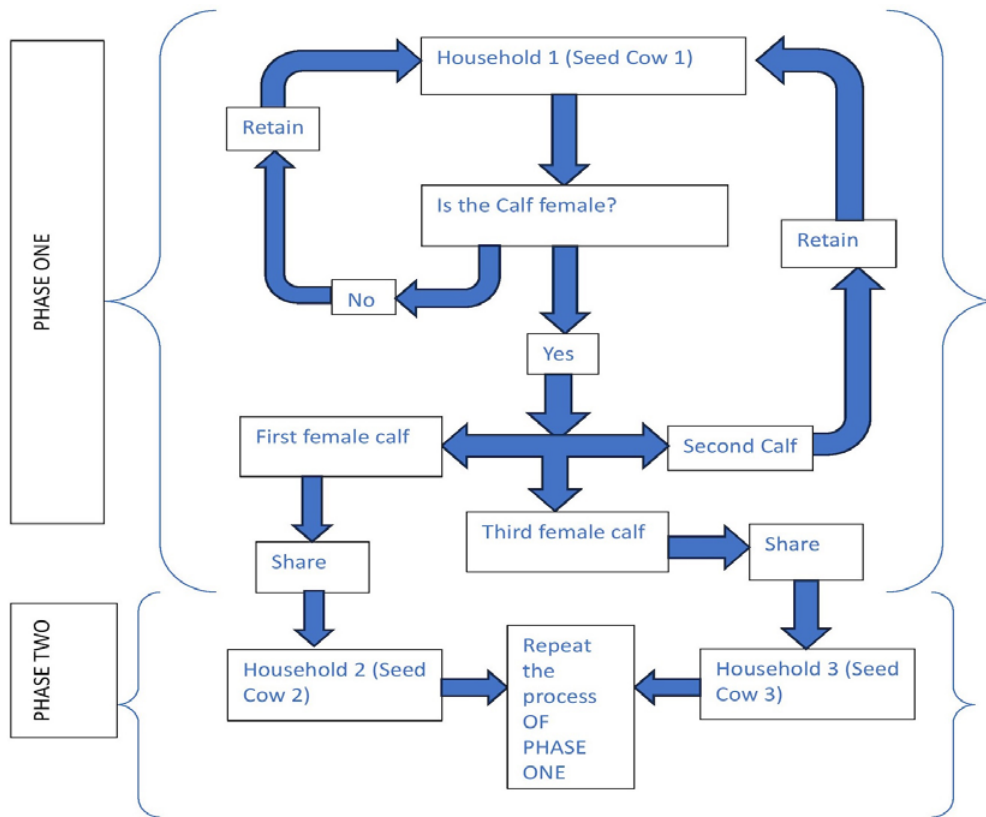 PHASE ONE
Household 1 (Seed Cow 1)
Retain
Is the Calf female?
Retain
No
Yes
First female calf
Second Calf
Third female calf
Share
Share
PHASE TWO
Household 2 (Seed
Cow 2)
Repeat
the
process
OF
PHASE
ONE
Household 3 (Seed
Cow 3)